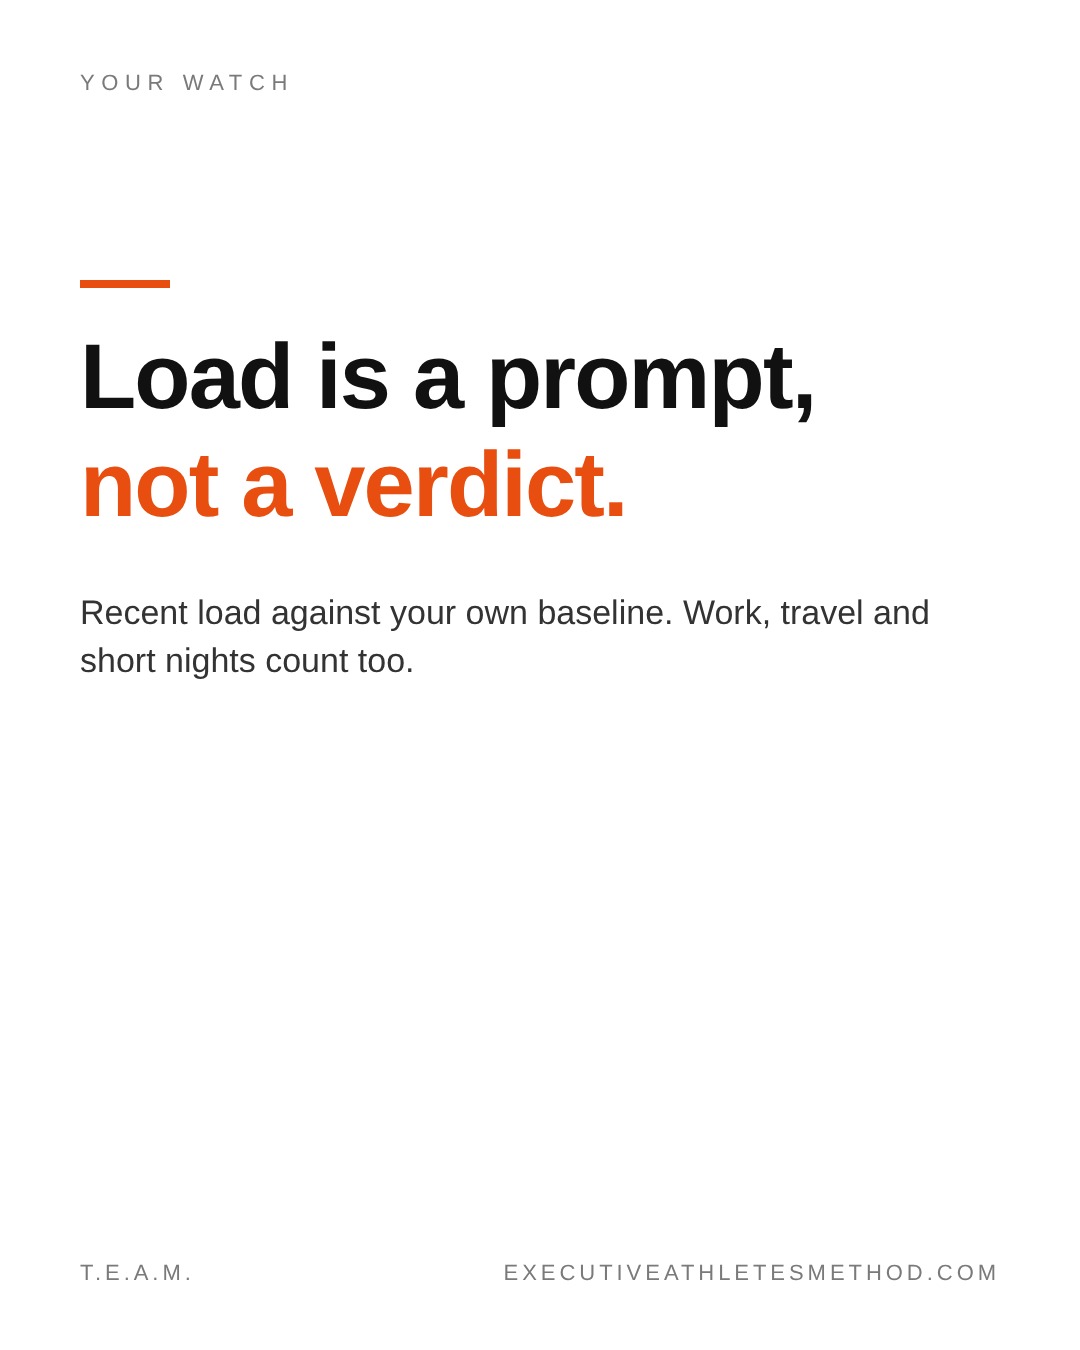 YOUR WATCH
Load is a prompt,
not a verdict.
Recent load against your own baseline. Work, travel and
short nights count too.
T.E.A.M.
EXECUTIVEATHLETESMETHOD.COM